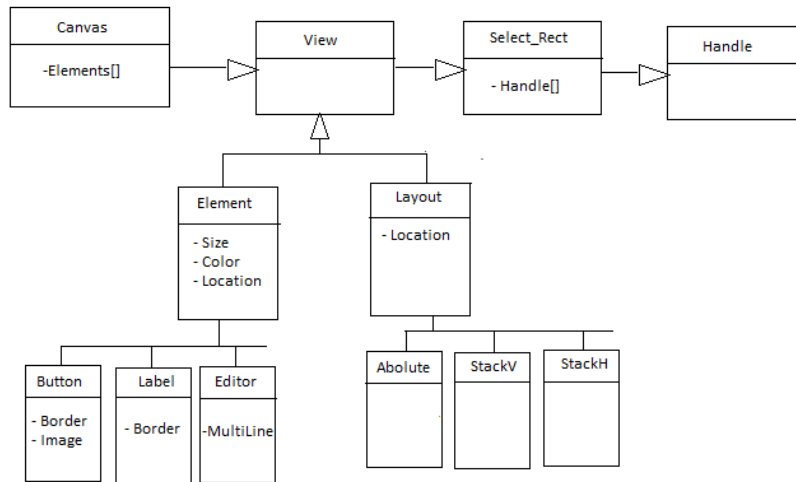 Canvas
-Elements[]
View
Select_Rect
- Handle[]
Handle
Element
- Size
- Color
- Location
Layout
- Location
Button
- Border
- Image
Label
- Border
Editor
-MultiLine
Abolute
StackV
StackH